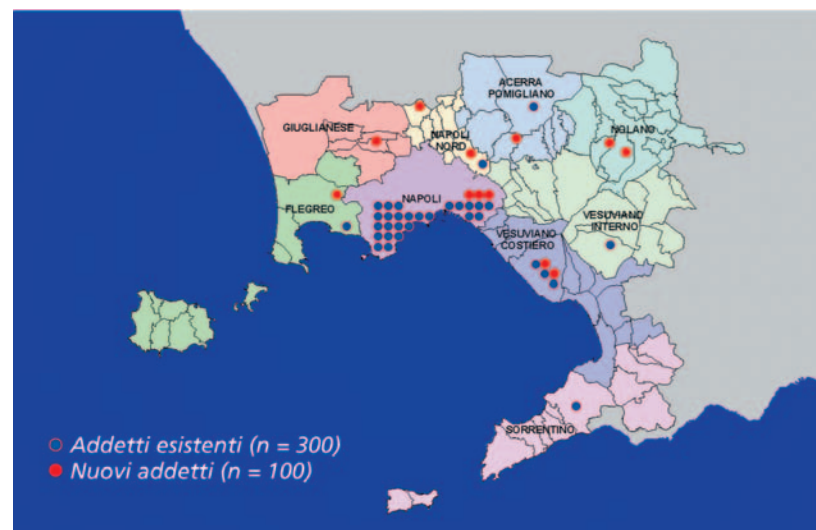 ACERRA
POMIGLIANO
GIUGLIANESE
NAPOLI
NORD
NOLANO
NAPOLI
FLEGREO
VESUVIANO
INTERNO
VESUVIANO
COSTIERO
SORRENTINO
Addetti esistenti (n = 300)
Nuovi addetti (n = 100)